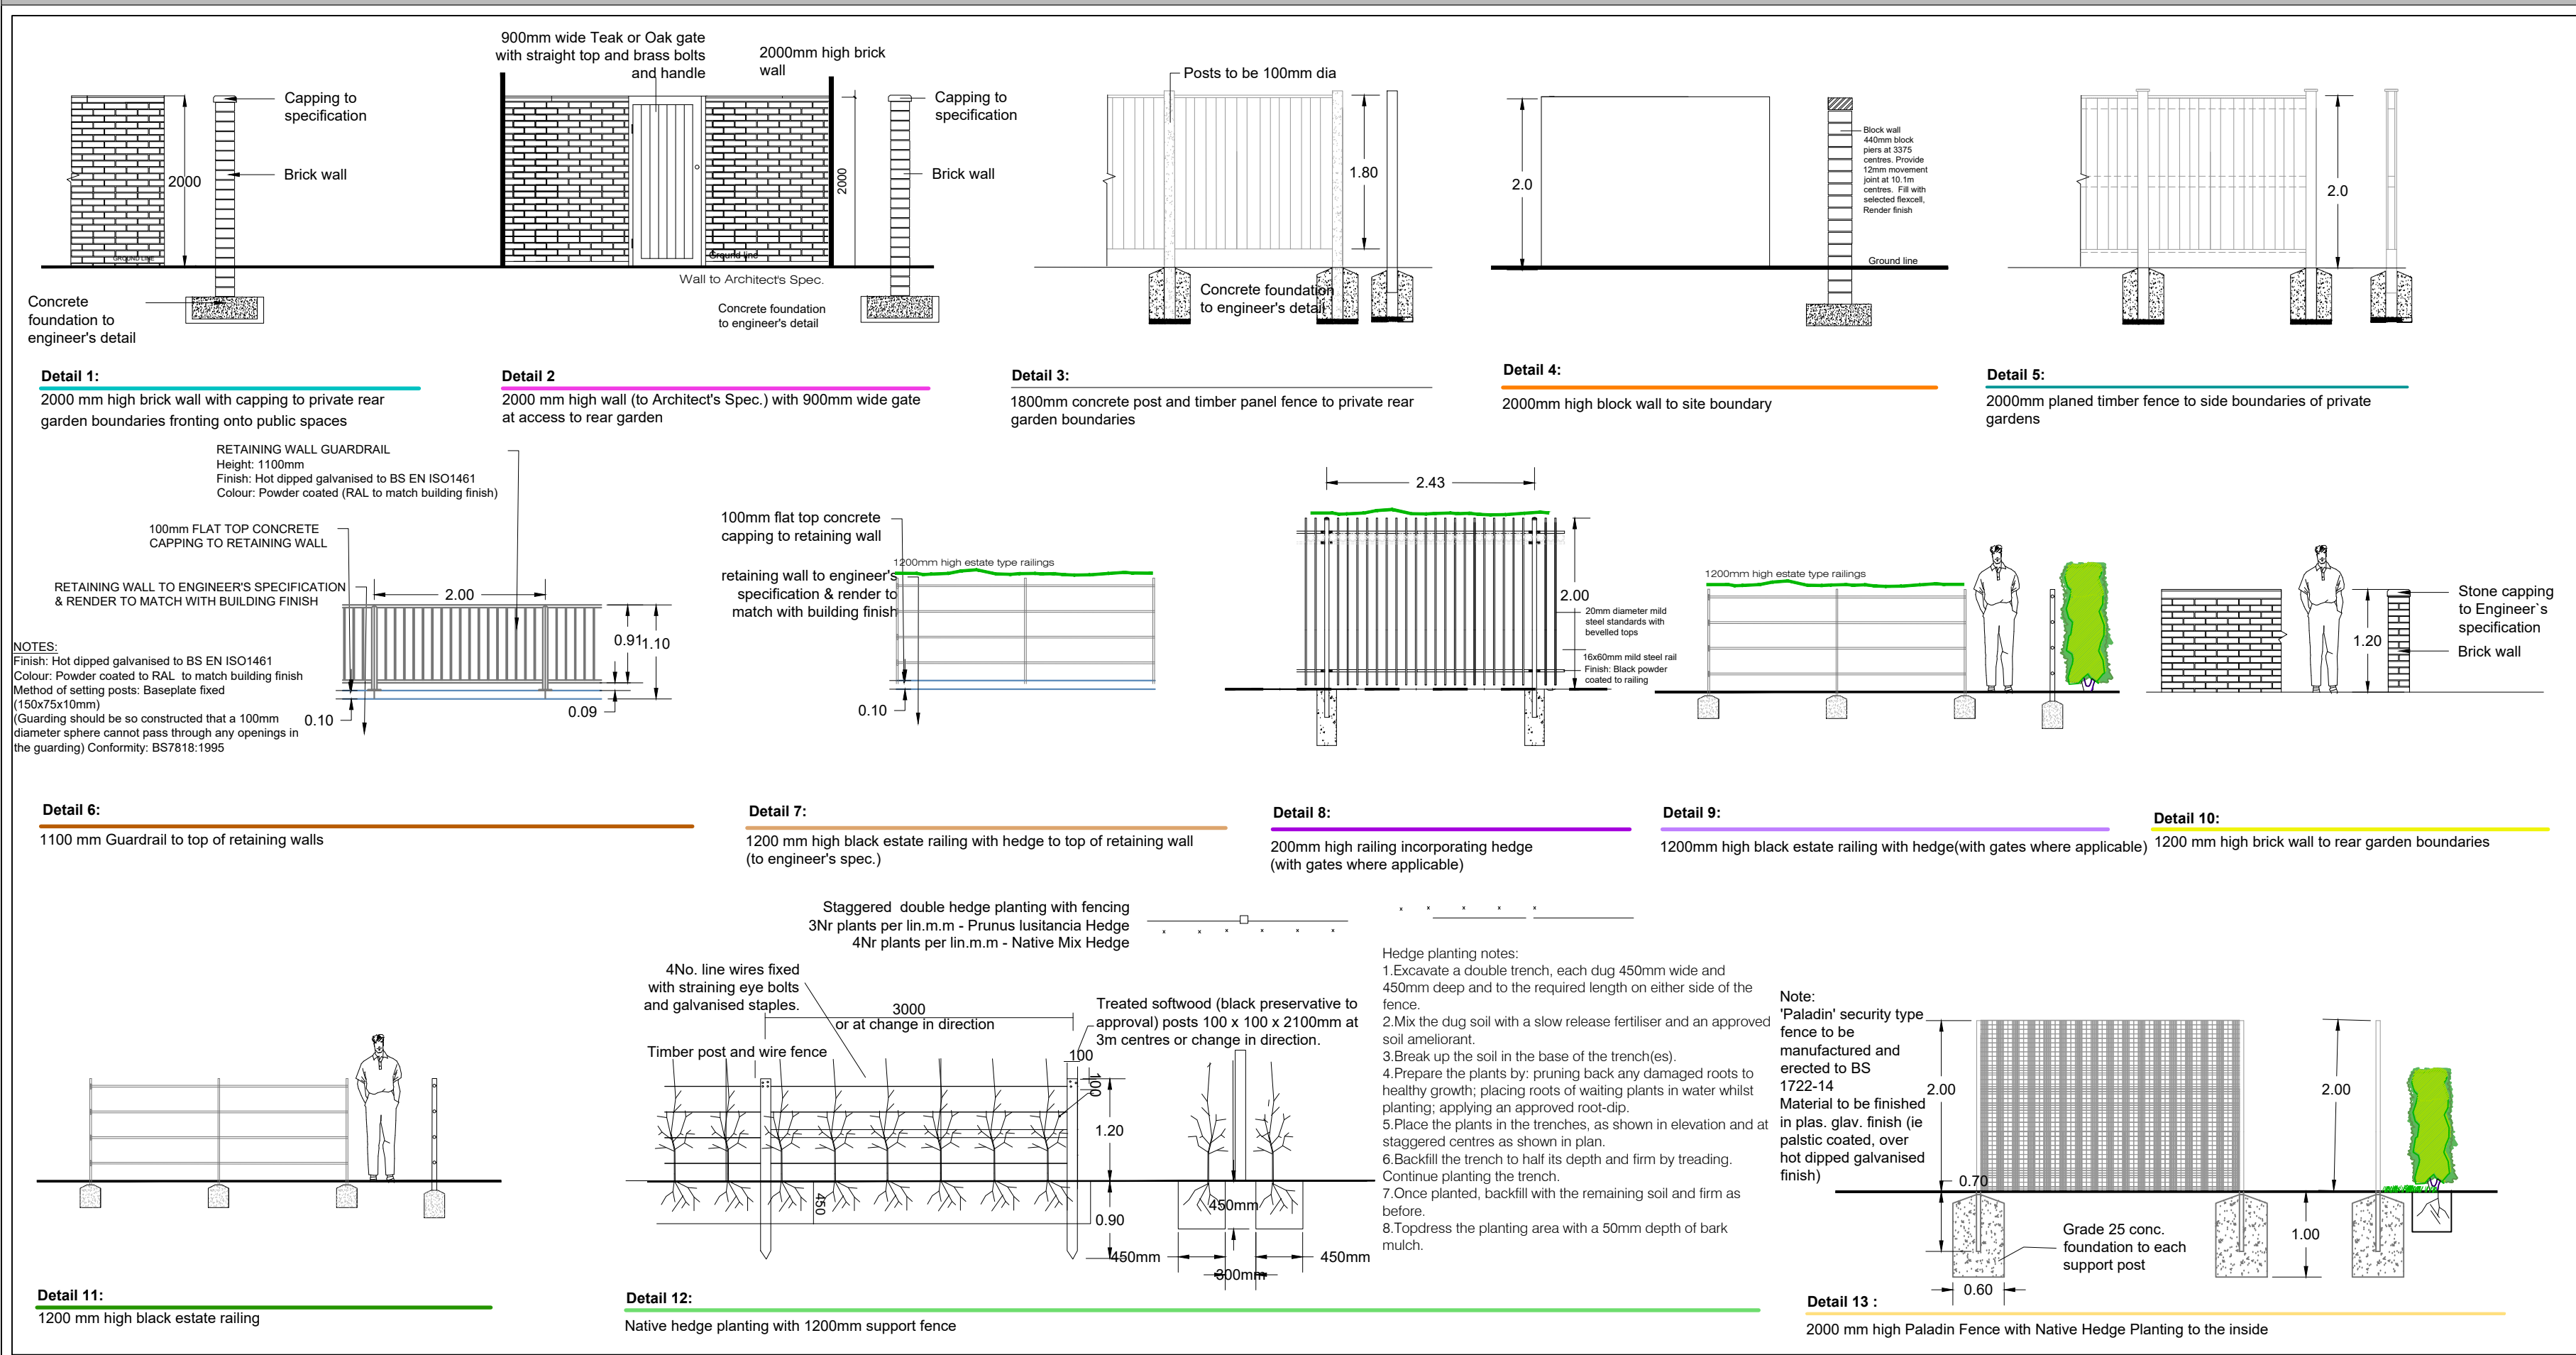 900mm wide Teak or Oak gate
with straight top and brass bolts
and handle
2000mm high brick
wall
Capping to
specification
2000
Brick wall
GROUND LINE
Concrete
foundation to
engineer's detail
Capping to
specification
2000
Brick wall
Ground line
Wall to Architect's Spec.
Concrete foundation
to engineer's detail
Posts to be 100mm dia
1.80
Concrete foundation
to engineer's detail
2.0
Block wall
440mm block
piers at 3375
centres. Provide
12mm movement
joint at 10.1m
centres. Fill with
selected flexcell,
Render finish
Ground line
2.0
Detail 1:
2000 mm high brick wall with capping to private rear
garden boundaries fronting onto public spaces
Detail 2
2000 mm high wall (to Architect's Spec.) with 900mm wide gate
at access to rear garden
Detail 3:
1800mm concrete post and timber panel fence to private rear
garden boundaries
Detail 4:
2000mm high block wall to site boundary
Detail 5:
2000mm planed timber fence to side boundaries of private
gardens
RETAINING WALL GUARDRAIL
Height: 1100mm
Finish: Hot dipped galvanised to BS EN ISO1461
Colour: Powder coated (RAL to match building finish)
100mm FLAT TOP CONCRETE
CAPPING TO RETAINING WALL
RETAINING WALL TO ENGINEER'S SPECIFICATION
& RENDER TO MATCH WITH BUILDING FINISH
2.00
0.91
1.10
0.10
0.09
NOTES:
Finish: Hot dipped galvanised to BS EN ISO1461
Colour: Powder coated to RAL to match building finish
Method of setting posts: Baseplate fixed
(150x75x10mm)
(Guarding should be so constructed that a 100mm
diameter sphere cannot pass through any openings in
the guarding) Conformity: BS7818:1995
100mm flat top concrete
capping to retaining wall
1200mm high estate type railings
retaining wall to engineer's
specification & render to
match with building finish
0.10
2.43
2.00
20mm diameter mild
steel standards with
bevelled tops
16x60mm mild steel rail
Finish: Black powder
coated to railing
1200mm high estate type railings
1.20
Stone capping
to Engineer`s
specification
Brick wall
Detail 6:
1100 mm Guardrail to top of retaining walls
Detail 7:
1200 mm high black estate railing with hedge to top of retaining wall
(to engineer's spec.)
Detail 8:
200mm high railing incorporating hedge
(with gates where applicable)
Detail 9:
1200mm high black estate railing with hedge(with gates where applicable)
Detail 10:
1200 mm high brick wall to rear garden boundaries
Staggered double hedge planting with fencing
3Nr plants per lin.m.m - Prunus lusitancia Hedge
4Nr plants per lin.m.m - Native Mix Hedge
4No. line wires fixed
with straining eye bolts
and galvanised staples.
3000
or at change in direction
Timber post and wire fence
Treated softwood (black preservative to
approval) posts 100 x 100 x 2100mm at
3m centres or change in direction.
100
100
1.20
450
0.90
450mm
450mm
450mm
300mm
Hedge planting notes:
1.Excavate a double trench, each dug 450mm wide and
450mm deep and to the required length on either side of the
fence.
2.Mix the dug soil with a slow release fertiliser and an approved
soil ameliorant.
3.Break up the soil in the base of the trench(es).
4.Prepare the plants by: pruning back any damaged roots to
healthy growth; placing roots of waiting plants in water whilst
planting; applying an approved root-dip.
5.Place the plants in the trenches, as shown in elevation and at
staggered centres as shown in plan.
6.Backfill the trench to half its depth and firm by treading.
Continue planting the trench.
7.Once planted, backfill with the remaining soil and firm as
before.
8.Topdress the planting area with a 50mm depth of bark
mulch.
Note:
'Paladin' security type
fence to be
manufactured and
erected to BS
1722-14
Material to be finished
in plas. glav. finish (ie
palstic coated, over
hot dipped galvanised
finish)
2.00
0.70
2.00
Grade 25 conc.
foundation to each
support post
1.00
0.60
Detail 11:
1200 mm high black estate railing
Detail 12:
Native hedge planting with 1200mm support fence
Detail 13 :
2000 mm high Paladin Fence with Native Hedge Planting to the inside